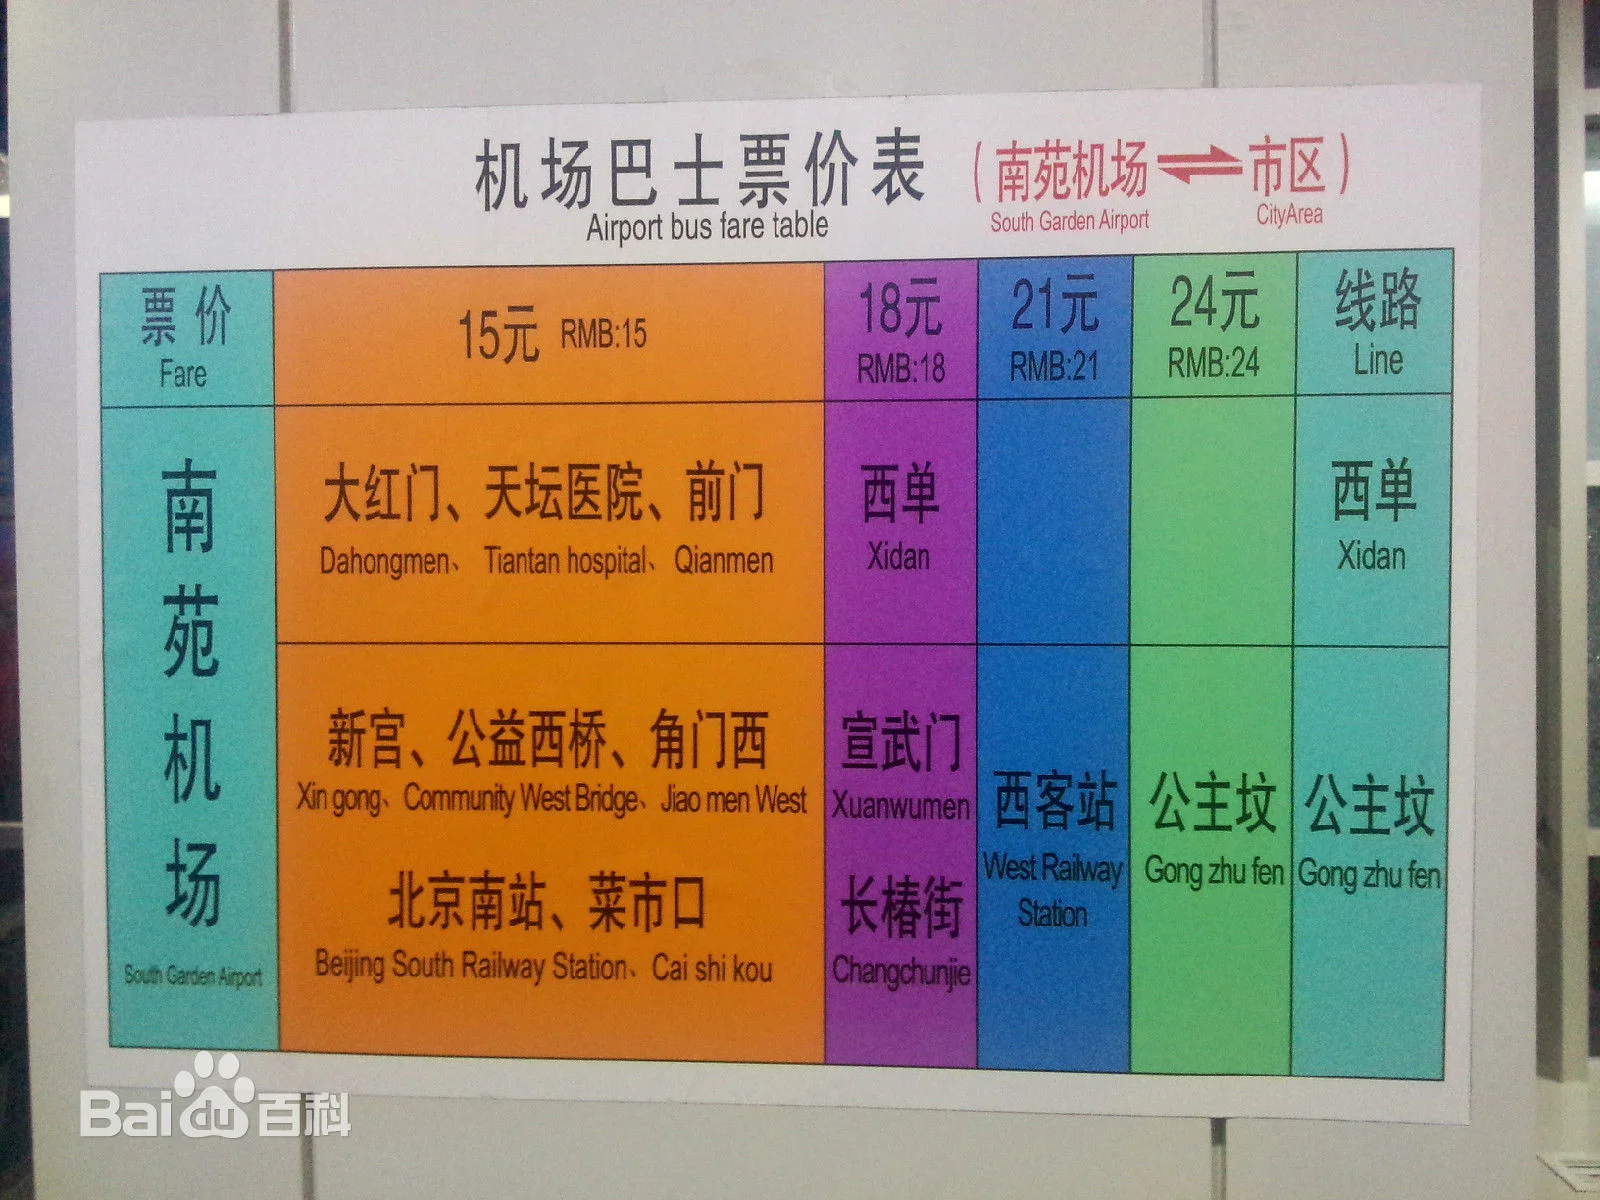 机场巴士票价表 (南苑机场⇌市区)
Airport bus fare table South Garden Airport CityArea
票价 15元 RMB:15 18元 21元 24元 线路
Fare RMB:18 RMB:21 RMB:24 Line
南苑机场
South Garden Airport
大红门、天坛医院、前门 西单 西单
Dahongmen、Tiantan hospital、Qianmen Xidan Xidan
新宫、公益西桥、角门西 宣武门
Xin gong、Community West Bridge、Jiao men West Xuanwumen
西客站 公主坟 公主坟
West Railway Gong zhu fen Gong zhu fen
Station
北京南站、菜市口 长椿街
Beijing South Railway Station、Cai shi kou Changchunjie
Bai du 百科